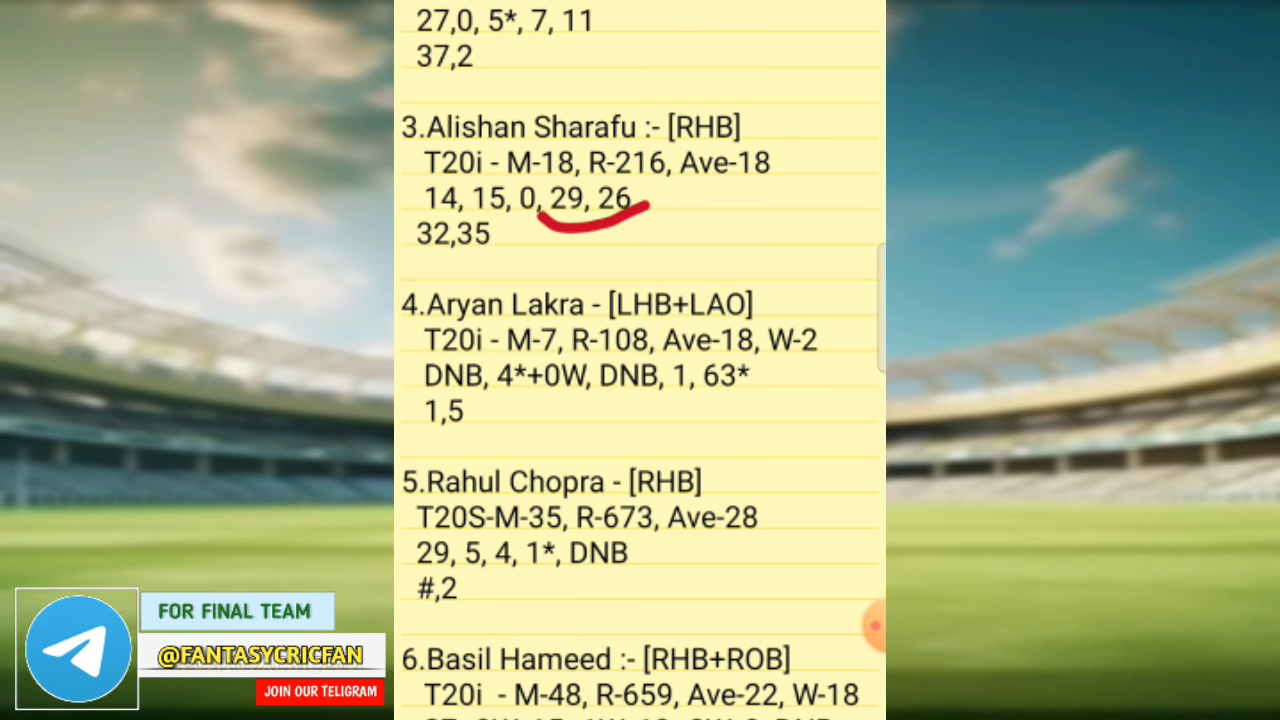 27,0, 5*, 7, 11
37,2
3.Alishan Sharafu :- [RHB]
T20i - M-18, R-216, Ave-18
14, 15, 0, 29, 26
32,35
4.Aryan Lakra - [LHB+LAO]
T20i - M-7, R-108, Ave-18, W-2
DNB, 4*+0W, DNB, 1, 63*
1,5
5.Rahul Chopra - [RHB]
T20S-M-35, R-673, Ave-28
29, 5, 4, 1*, DNB
#,2
6.Basil Hameed :- [RHB+ROB]
T20i - M-48, R-659, Ave-22, W-18
FOR FINAL TEAM
@FANTASYCRICFAN
JOIN OUR TELIGRAM